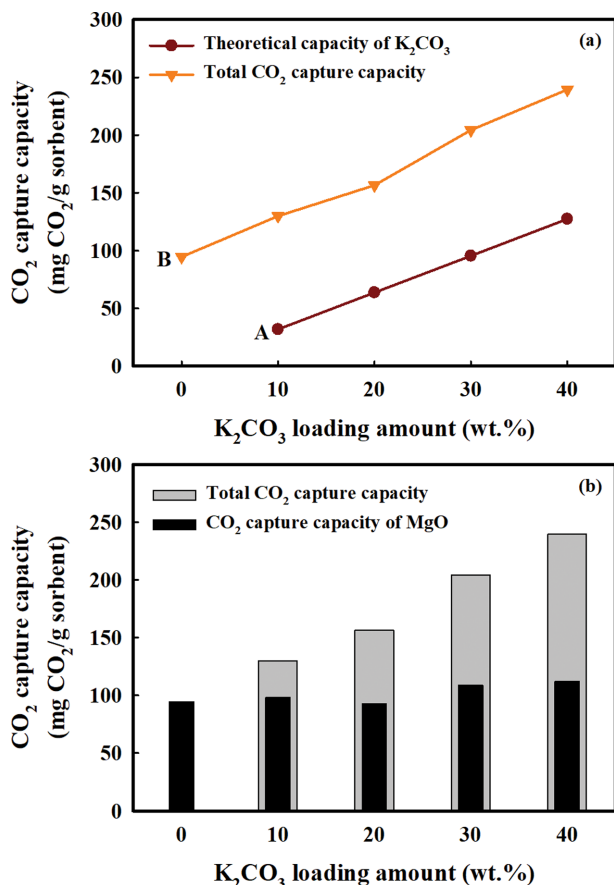 (a)
Theoretical capacity of K₂CO₃
Total CO₂ capture capacity
CO₂ capture capacity
(mg CO₂/g sorbent)
300
250
200
150
100
50
0
B
A
0 10 20 30 40
K₂CO₃ loading amount (wt.%)
(b)
Total CO₂ capture capacity
CO₂ capture capacity of MgO
CO₂ capture capacity
(mg CO₂/g sorbent)
300
250
200
150
100
50
0
0 10 20 30 40
K₂CO₃ loading amount (wt.%)